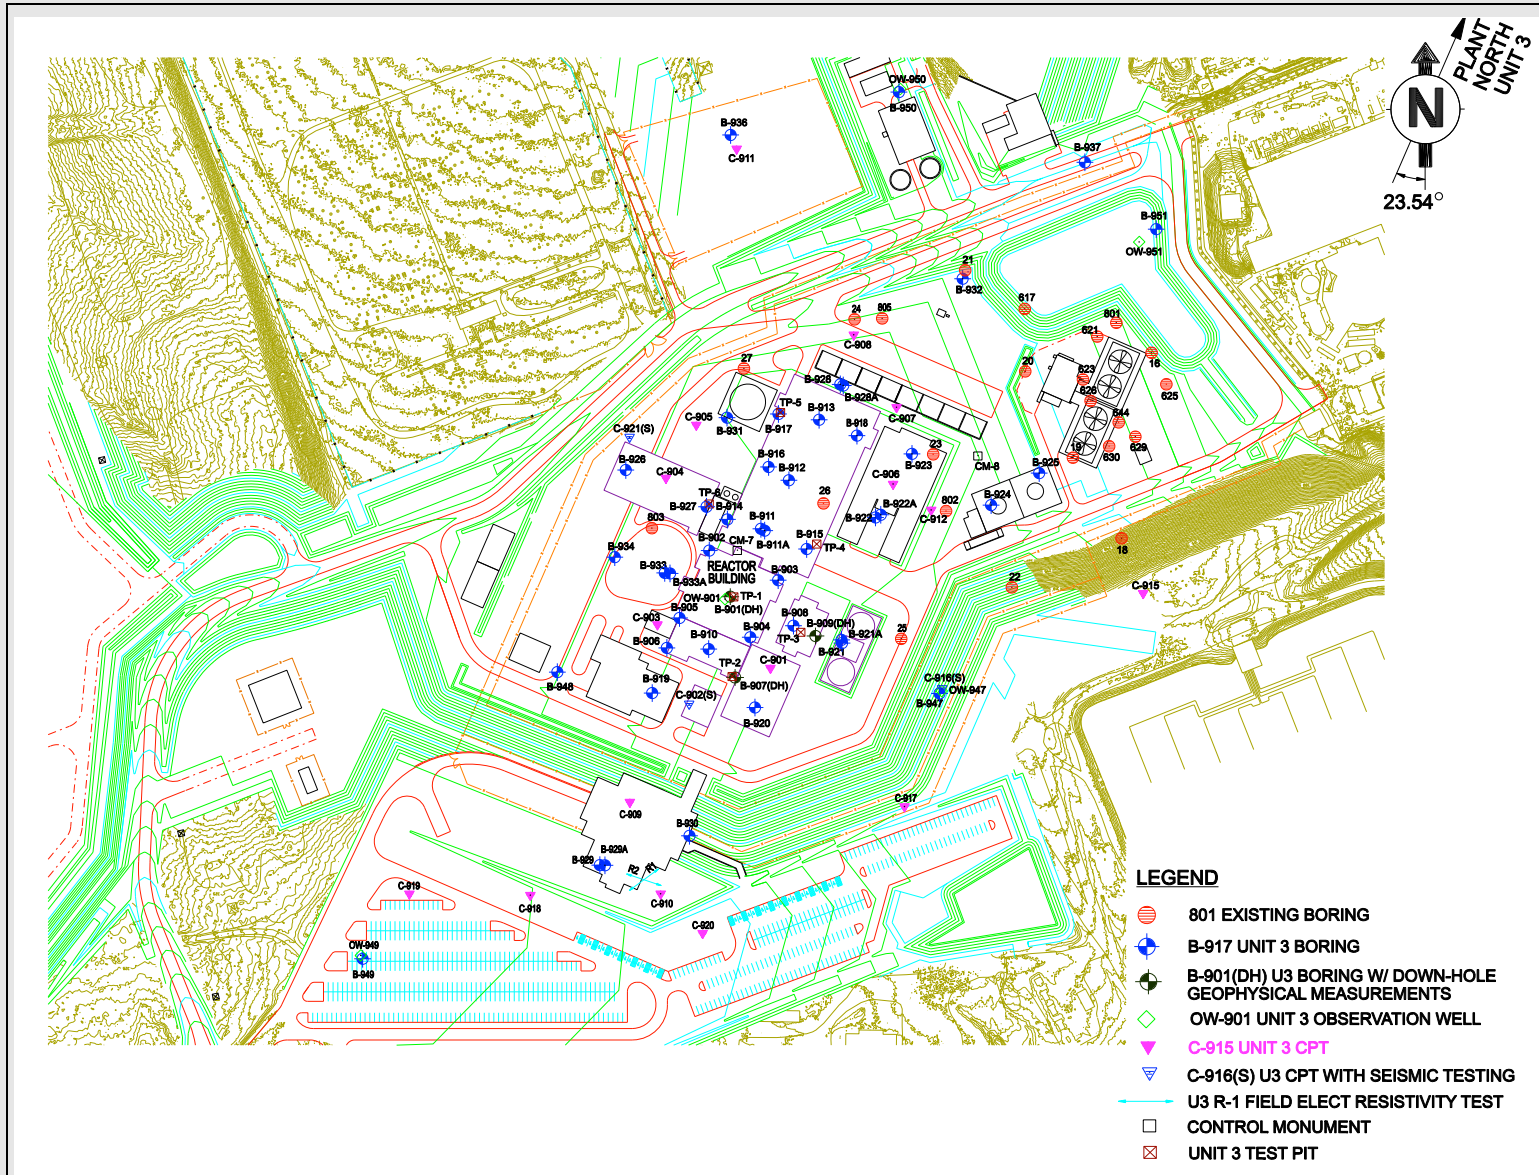 PLANT
NORTH
UNIT 3
N
23.54°
OW-950
B-950
B-936
C-911
B-937
B-951
OW-951
21
B-932
617
24
805
801
621
C-908
16
27
20
623
625
B-928
B-928A
626
TP-5
C-907
C-905
B-931
B-917
B-913
644
C-921(S)
B-918
629
23
630
B-926
B-916
B-923
CM-8
19
B-925
C-904
B-912
C-906
TP-6
B-927
B-914
26
B-924
802
B-922
B-922A
C-912
803
B-911
B-902
CM-7
B-911A
B-915
TP-4
18
B-934
REACTOR
BUILDING
B-933
B-933A
B-903
22
C-915
OW-901
TP-1
B-901(DH)
B-905
C-903
B-908
B-909(DH)
25
B-906
B-910
B-904
TP-3
B-921A
B-921
TP-2
C-901
B-948
B-907(DH)
C-916(S)
B-919
C-902(S)
OW-947
B-947
B-920
C-917
C-909
B-930
B-929
B-929A
R2
R1
C-919
C-918
C-910
C-920
OW-949
B-949
LEGEND
801 EXISTING BORING
B-917 UNIT 3 BORING
B-901(DH) U3 BORING W/ DOWN-HOLE
GEOPHYSICAL MEASUREMENTS
OW-901 UNIT 3 OBSERVATION WELL
C-915 UNIT 3 CPT
C-916(S) U3 CPT WITH SEISMIC TESTING
U3 R-1 FIELD ELECT RESISTIVITY TEST
CONTROL MONUMENT
UNIT 3 TEST PIT